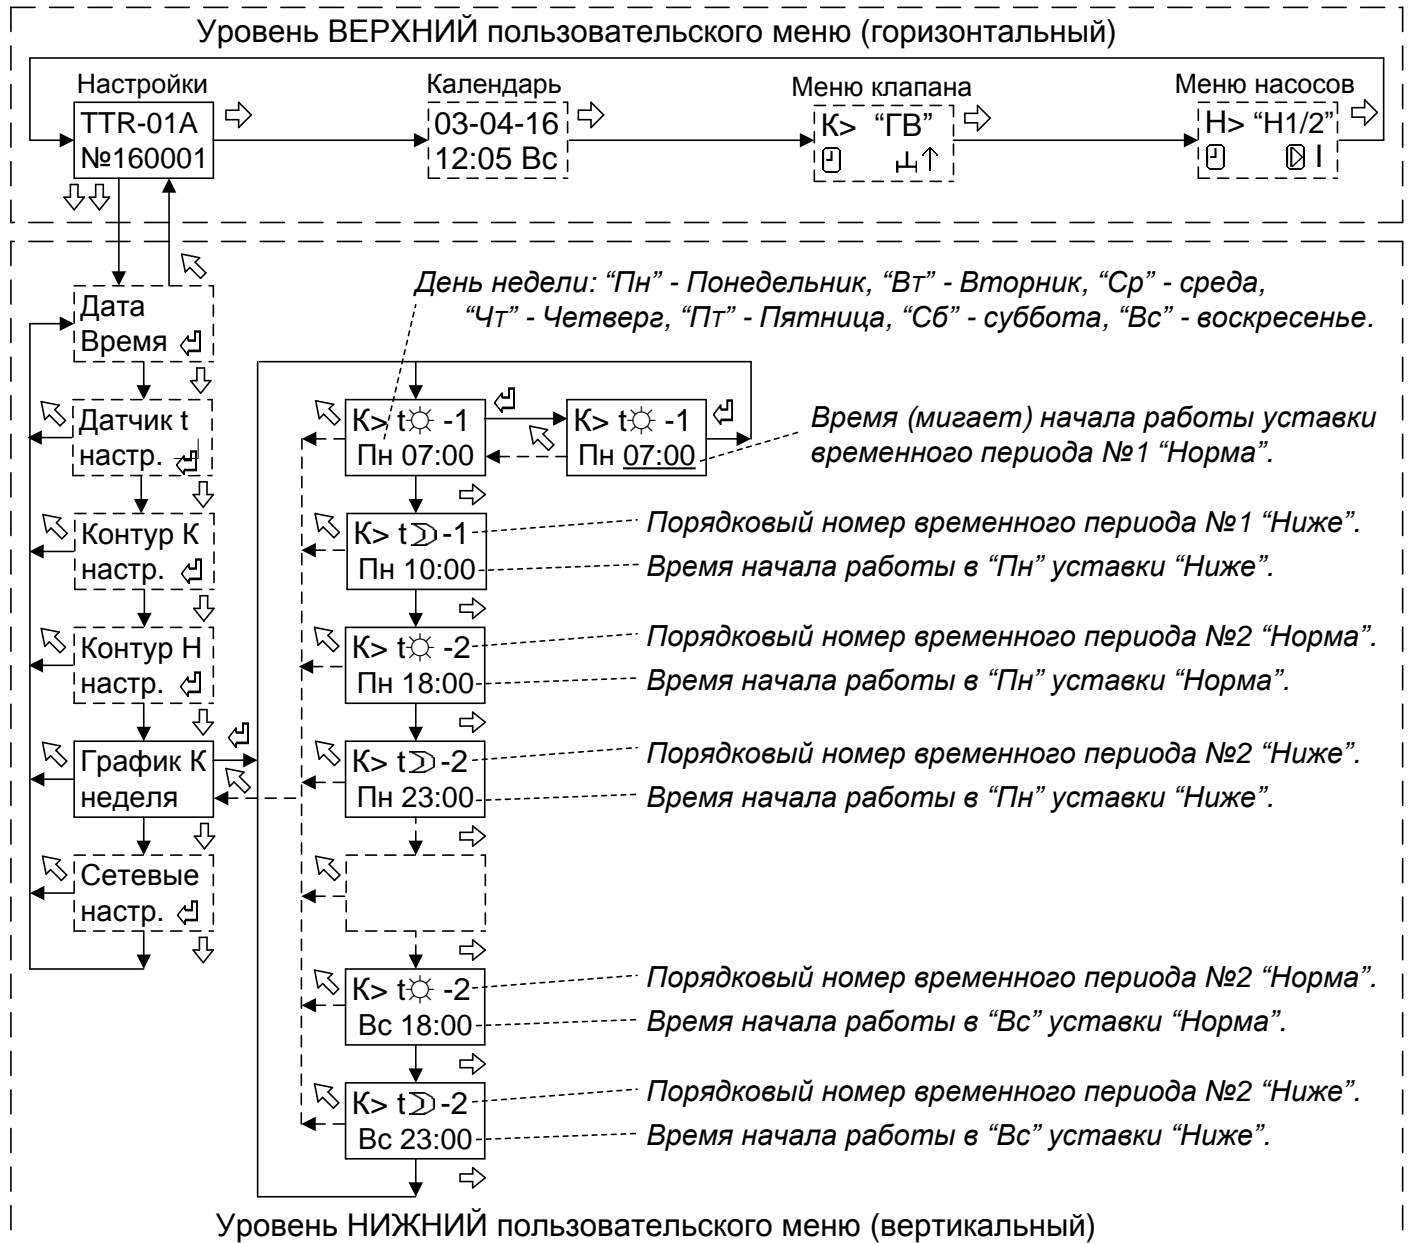 Уровень ВЕРХНИЙ пользовательского меню (горизонтальный)
Настройки
TTR-01A
№160001
Календарь
03-04-16
12:05 Вс
Меню клапана
К> “ГВ”
Меню насосов
Н> “Н1/2”
Дата
Время
Датчик t
настр.
Контур К
настр.
Контур Н
настр.
График К
неделя
Сетевые
настр.
День недели: “Пн” - Понедельник, “Вт” - Вторник, “Ср” - среда,
“Чт” - Четверг, “Пт” - Пятница, “Сб” - суббота, “Вс” - воскресенье.
К> t☼ -1
Пн 07:00
К> t☼ -1
Пн 07:00
Время (мигает) начала работы уставки
временного периода №1 “Норма”.
К> t☽-1
Пн 10:00
Порядковый номер временного периода №1 “Ниже”.
Время начала работы в “Пн” уставки “Ниже”.
К> t☼ -2
Пн 18:00
Порядковый номер временного периода №2 “Норма”.
Время начала работы в “Пн” уставки “Норма”.
К> t☽-2
Пн 23:00
Порядковый номер временного периода №2 “Ниже”.
Время начала работы в “Пн” уставки “Ниже”.
К> t☼ -2
Вс 18:00
Порядковый номер временного периода №2 “Норма”.
Время начала работы в “Вс” уставки “Норма”.
К> t☽-2
Вс 23:00
Порядковый номер временного периода №2 “Ниже”.
Время начала работы в “Вс” уставки “Ниже”.
Уровень НИЖНИЙ пользовательского меню (вертикальный)